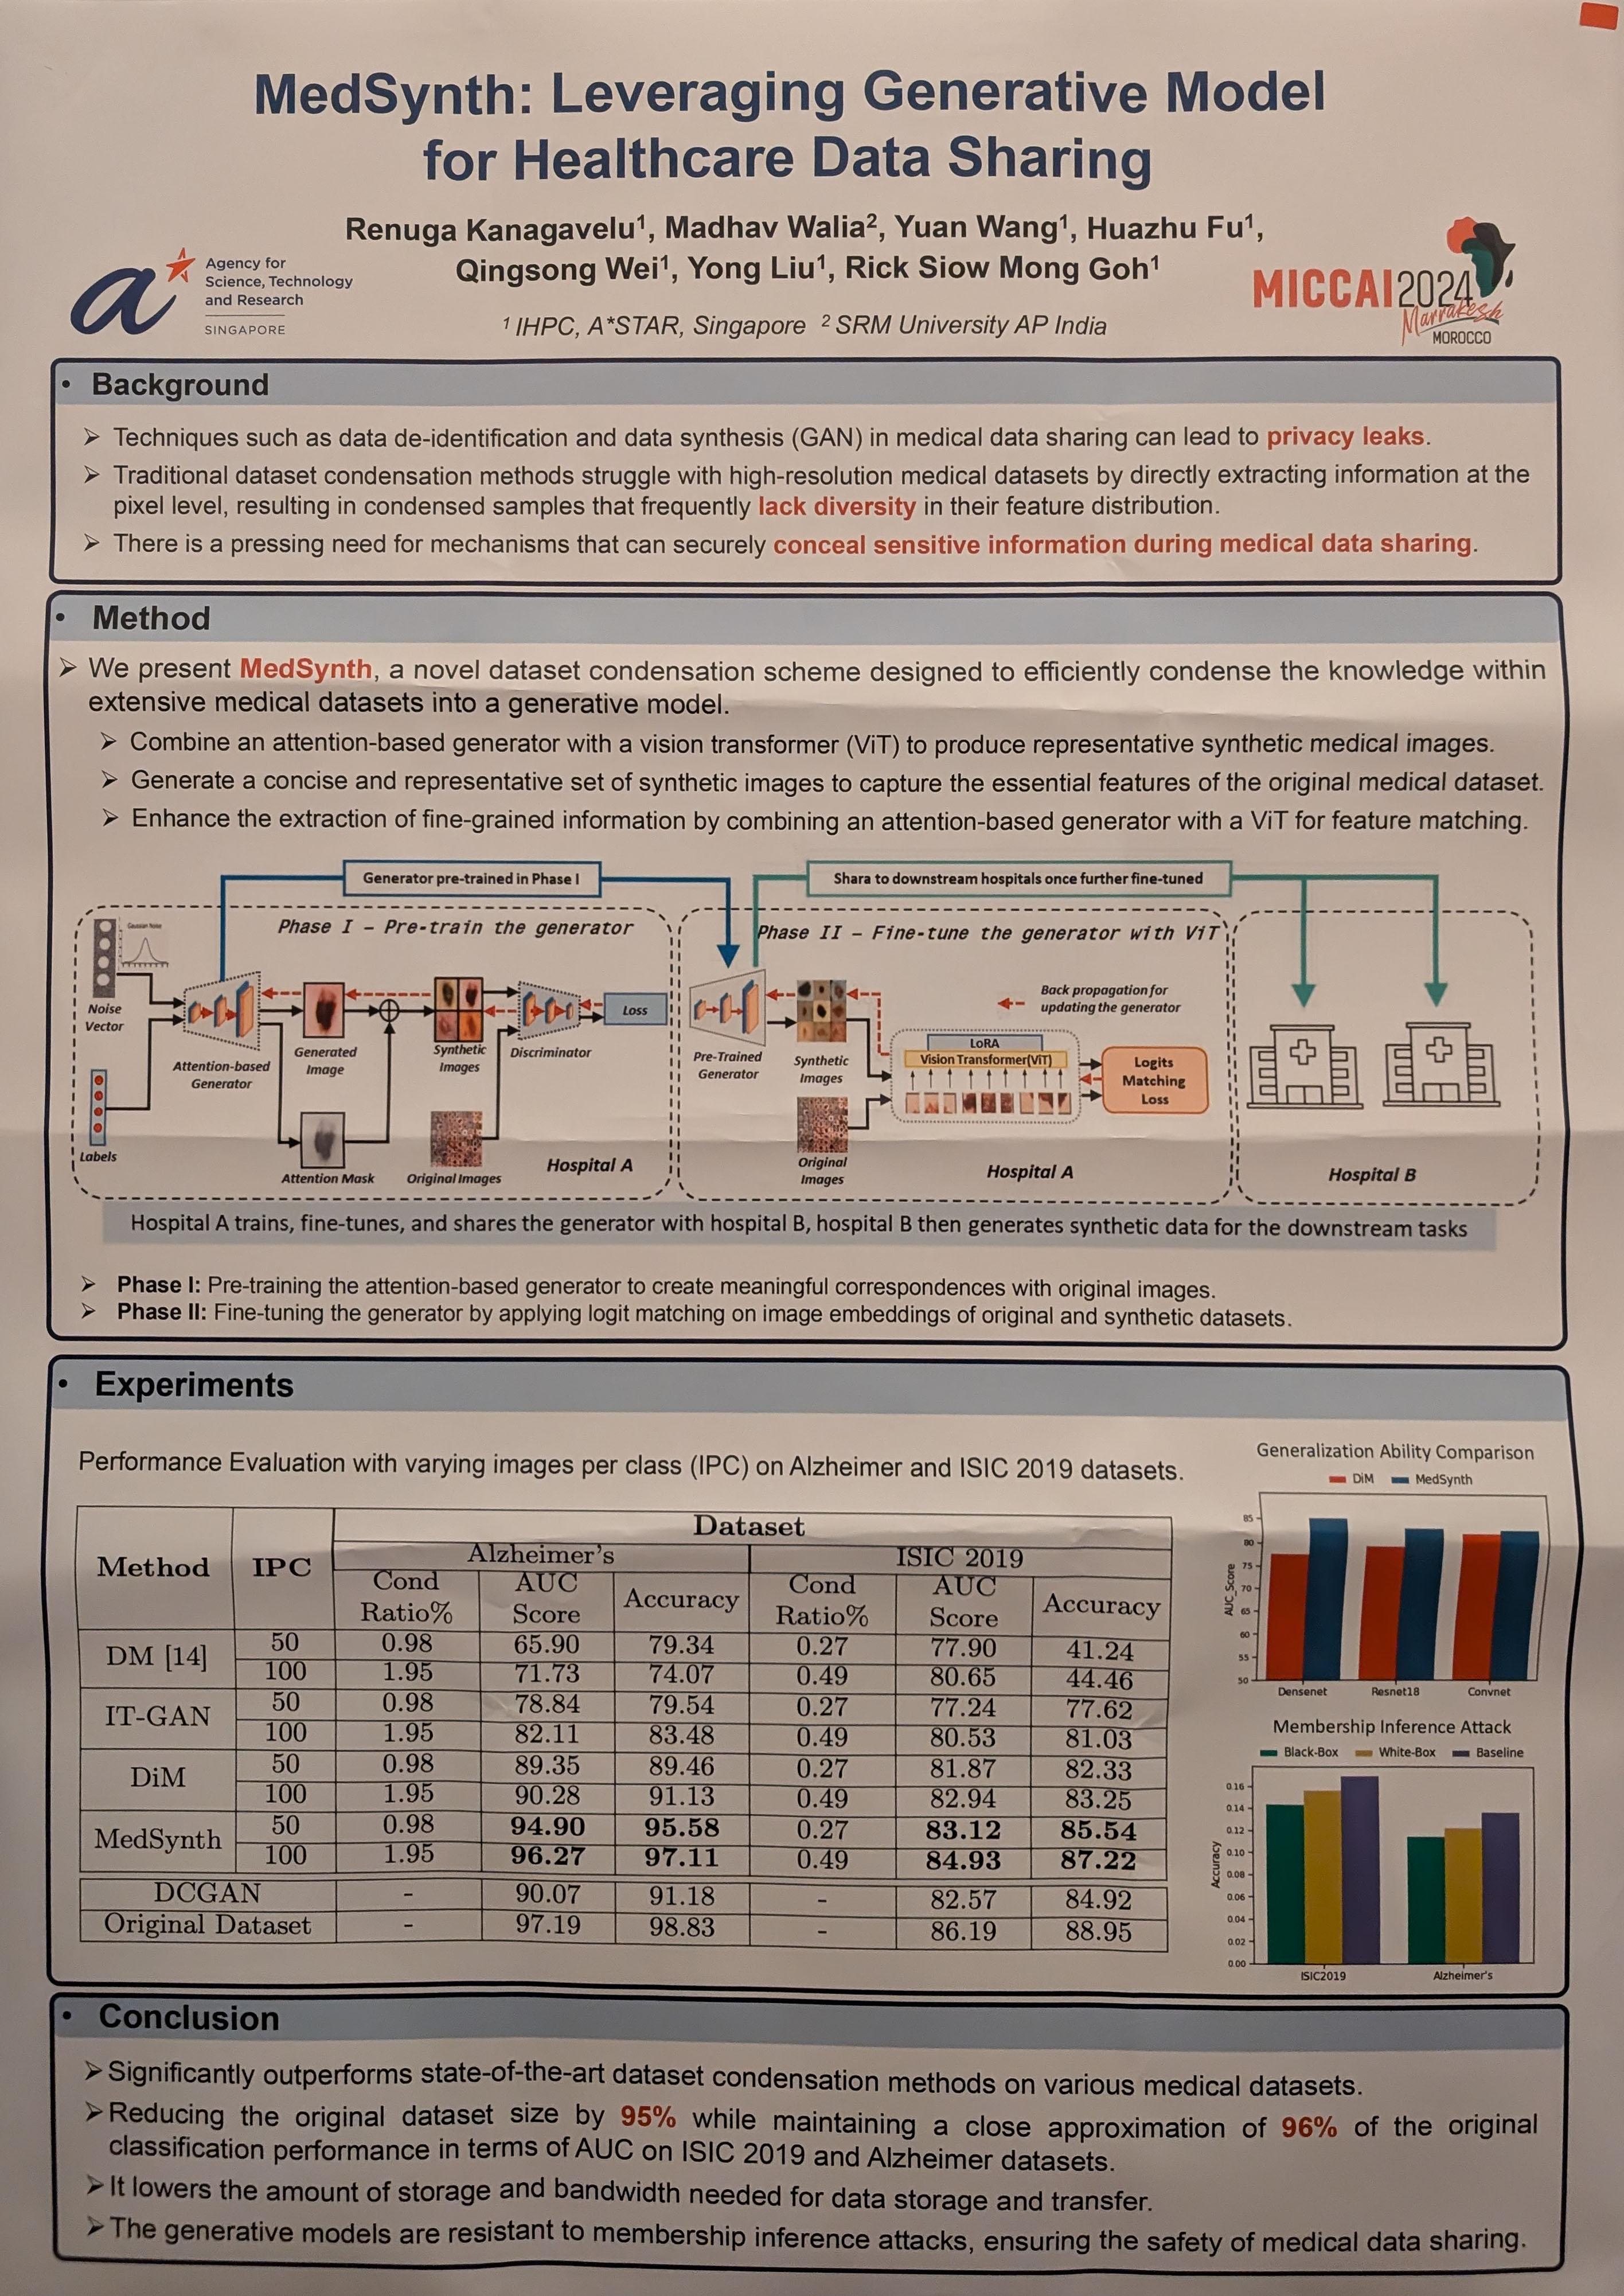 MedSynth: Leveraging Generative Model
for Healthcare Data Sharing
Renuga Kanagavelu¹, Madhav Walia², Yuan Wang¹, Huazhu Fu¹,
Qingsong Wei¹, Yong Liu¹, Rick Siow Mong Goh¹
¹ IHPC, A*STAR, Singapore ² SRM University AP India
Agency for
Science, Technology
and Research
SINGAPORE
MICCAI2024
Marrakesh
MOROCCO
• Background
➢ Techniques such as data de-identification and data synthesis (GAN) in medical data sharing can lead to privacy leaks.
➢ Traditional dataset condensation methods struggle with high-resolution medical datasets by directly extracting information at the
pixel level, resulting in condensed samples that frequently lack diversity in their feature distribution.
➢ There is a pressing need for mechanisms that can securely conceal sensitive information during medical data sharing.
• Method
➢ We present MedSynth, a novel dataset condensation scheme designed to efficiently condense the knowledge within
extensive medical datasets into a generative model.
➢ Combine an attention-based generator with a vision transformer (ViT) to produce representative synthetic medical images.
➢ Generate a concise and representative set of synthetic images to capture the essential features of the original medical dataset.
➢ Enhance the extraction of fine-grained information by combining an attention-based generator with a ViT for feature matching.
Generator pre-trained in Phase I
Shara to downstream hospitals once further fine-tuned
Phase I – Pre-train the generator
Gaussian Noise
Noise
Vector
Labels
Attention-based
Generator
Generated
Image
Attention Mask
Synthetic
Images
Original Images
Discriminator
Loss
Hospital A
Phase II – Fine-tune the generator with ViT
Pre-Trained
Generator
Synthetic
Images
Original
Images
Back propagation for
updating the generator
LoRA
Vision Transformer(ViT)
Logits
Matching
Loss
Hospital A
Hospital B
Hospital A trains, fine-tunes, and shares the generator with hospital B, hospital B then generates synthetic data for the downstream tasks
➢ Phase I: Pre-training the attention-based generator to create meaningful correspondences with original images.
➢ Phase II: Fine-tuning the generator by applying logit matching on image embeddings of original and synthetic datasets.
• Experiments
Performance Evaluation with varying images per class (IPC) on Alzheimer and ISIC 2019 datasets.
Method IPC Dataset
Alzheimer's ISIC 2019
Cond Ratio% AUC Score Accuracy Cond Ratio% AUC Score Accuracy
DM [14] 50 0.98 65.90 79.34 0.27 77.90 41.24
100 1.95 71.73 74.07 0.49 80.65 44.46
IT-GAN 50 0.98 78.84 79.54 0.27 77.24 77.62
100 1.95 82.11 83.48 0.49 80.53 81.03
DiM 50 0.98 89.35 89.46 0.27 81.87 82.33
100 1.95 90.28 91.13 0.49 82.94 83.25
MedSynth 50 0.98 94.90 95.58 0.27 83.12 85.54
100 1.95 96.27 97.11 0.49 84.93 87.22
DCGAN - 90.07 91.18 - 82.57 84.92
Original Dataset - 97.19 98.83 - 86.19 88.95
Generalization Ability Comparison
DiM MedSynth
AUC_Score
85
80
75
70
65
60
55
50
Densenet Resnet18 Convnet
Membership Inference Attack
Black-Box White-Box Baseline
Accuracy
0.16
0.14
0.12
0.10
0.08
0.06
0.04
0.02
0.00
ISIC2019 Alzheimer's
• Conclusion
➢Significantly outperforms state-of-the-art dataset condensation methods on various medical datasets.
➢Reducing the original dataset size by 95% while maintaining a close approximation of 96% of the original
classification performance in terms of AUC on ISIC 2019 and Alzheimer datasets.
➢It lowers the amount of storage and bandwidth needed for data storage and transfer.
➢The generative models are resistant to membership inference attacks, ensuring the safety of medical data sharing.